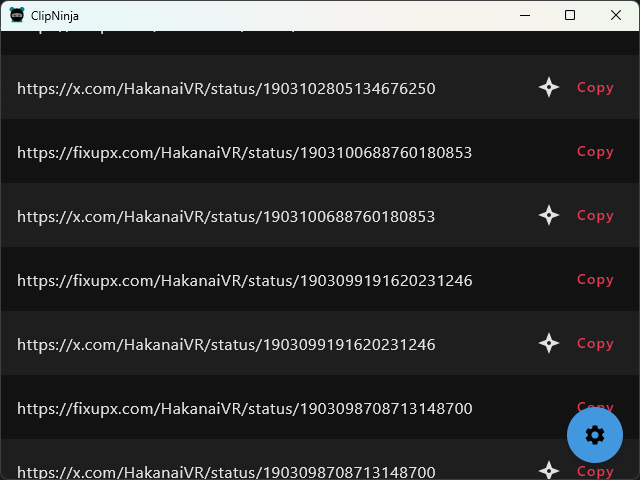 ClipNinja
https://x.com/HakanaiVR/status/1903102805134676250 Copy
https://fixupx.com/HakanaiVR/status/1903100688760180853 Copy
https://x.com/HakanaiVR/status/1903100688760180853 Copy
https://fixupx.com/HakanaiVR/status/1903099191620231246 Copy
https://x.com/HakanaiVR/status/1903099191620231246 Copy
https://fixupx.com/HakanaiVR/status/1903098708713148700 Copy
https://x.com/HakanaiVR/status/1903098708713148700 Copy